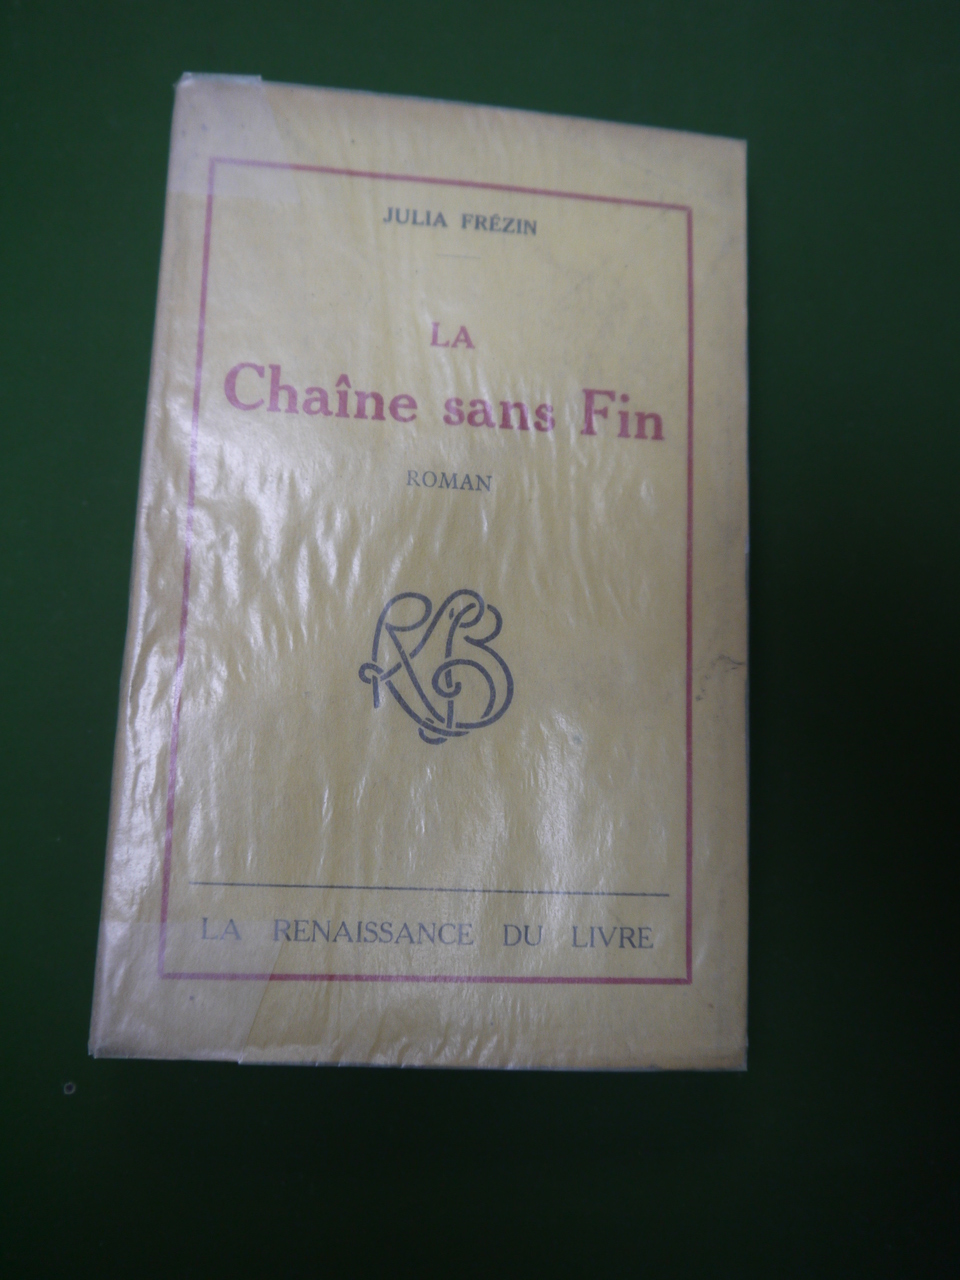 JULIA FRÉZIN
LA
Chaîne sans Fin
ROMAN
RLB
LA RENAISSANCE DU LIVRE